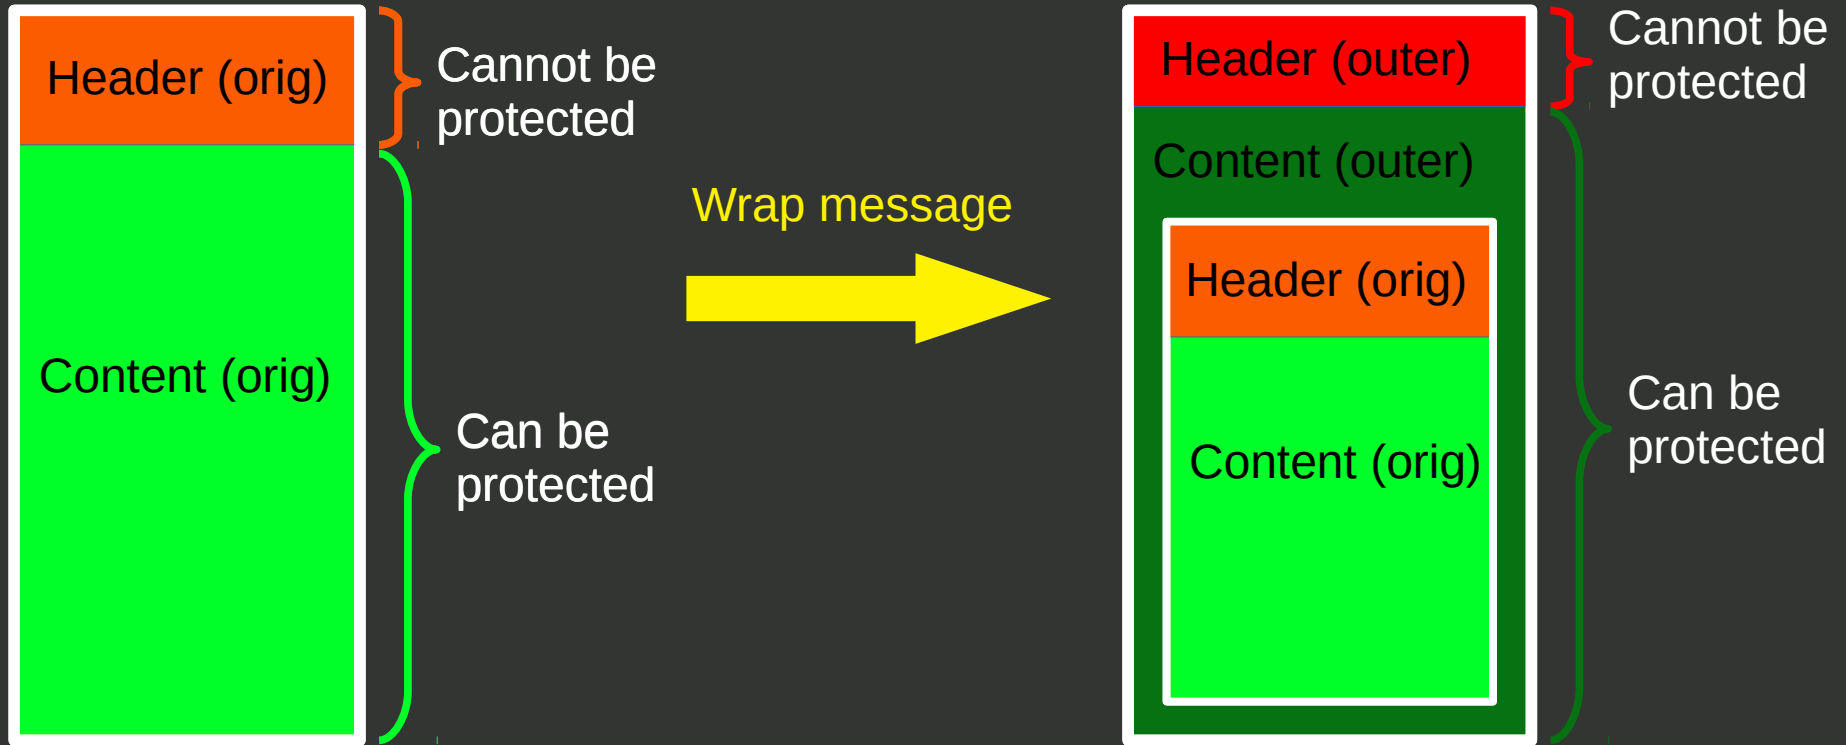 Header (orig)
Cannot be
protected
Content (orig)
Can be
protected
Wrap message
Header (outer)
Cannot be
protected
Content (outer)
Header (orig)
Content (orig)
Can be
protected